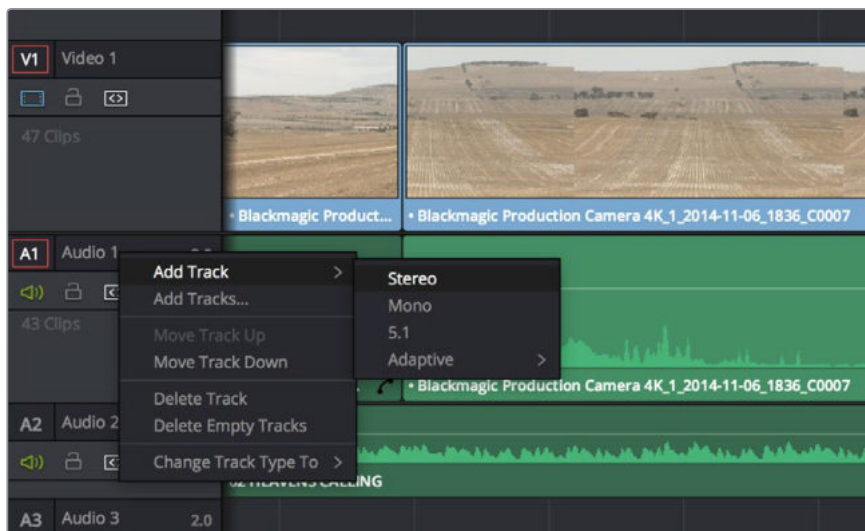 V1 Video 1
47 Clips
• Blackmagic Product... • Blackmagic Production Camera 4K_1_2014-11-06_1836_C0007
A1 Audio 1
43 Clips
Add Track >
Add Tracks...
Move Track Up
Move Track Down
Delete Track
Delete Empty Tracks
Change Track Type To >
Stereo
Mono
5.1
Adaptive >
• Blackmagic Production Camera 4K_1_2014-11-06_1836_C0007
A2 Audio 2
HEAVENS CALLING
A3 Audio 3 2.0